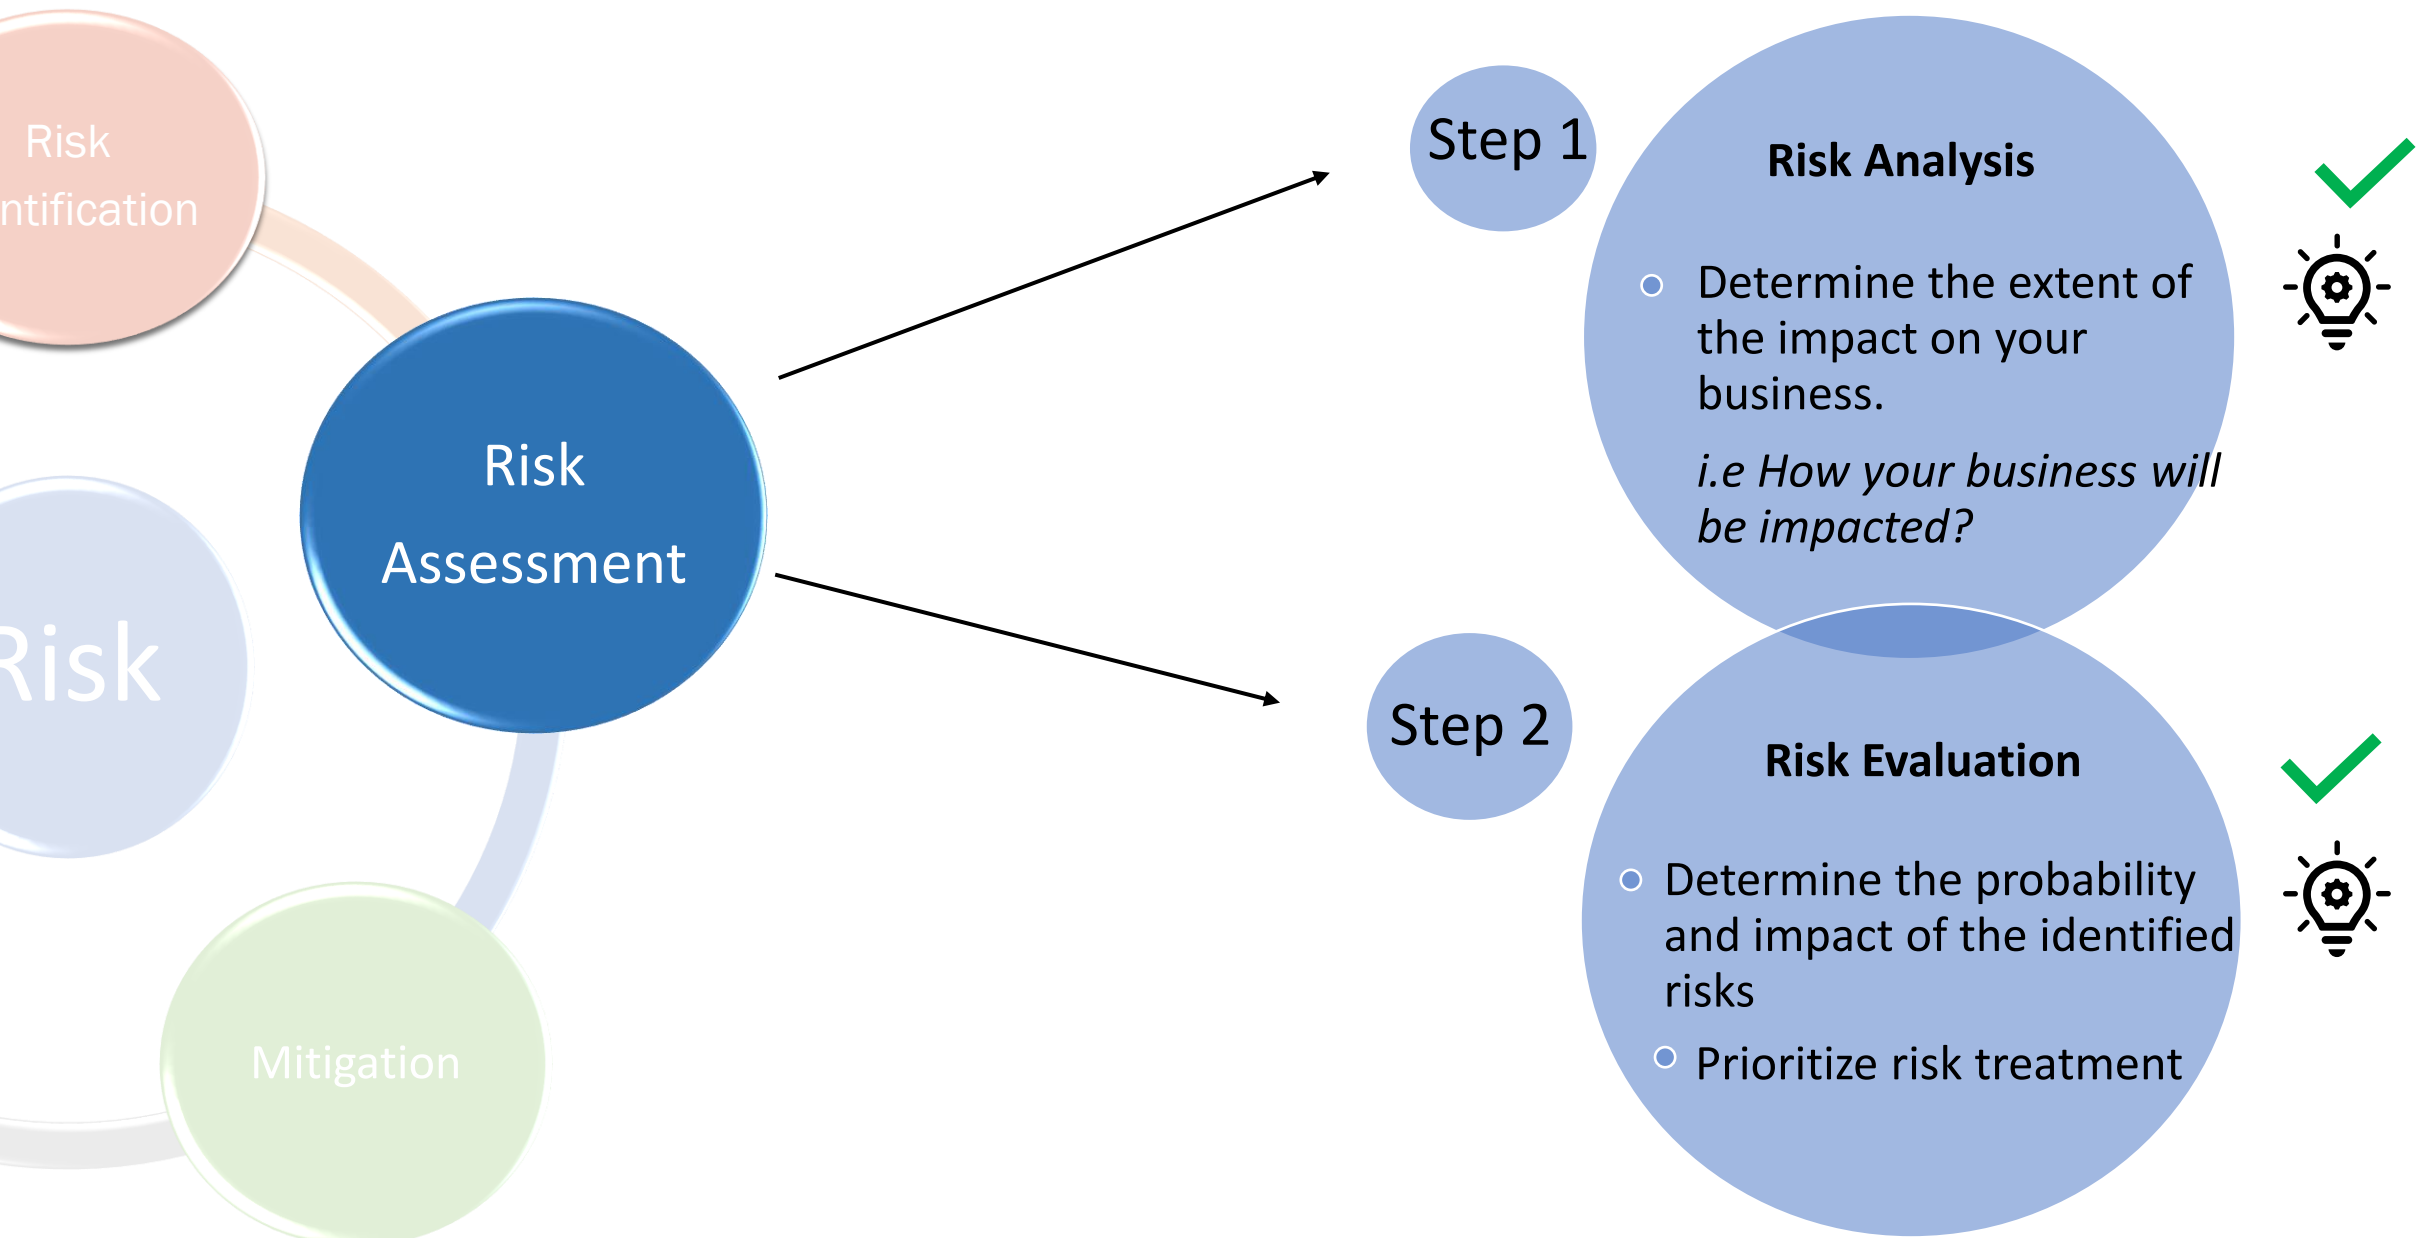 Risk
ntification
Risk
Assessment
Risk
Mitigation
Step 1
Risk Analysis
Determine the extent of
the impact on your
business.
i.e How your business will
be impacted?
Step 2
Risk Evaluation
Determine the probability
and impact of the identified
risks
Prioritize risk treatment